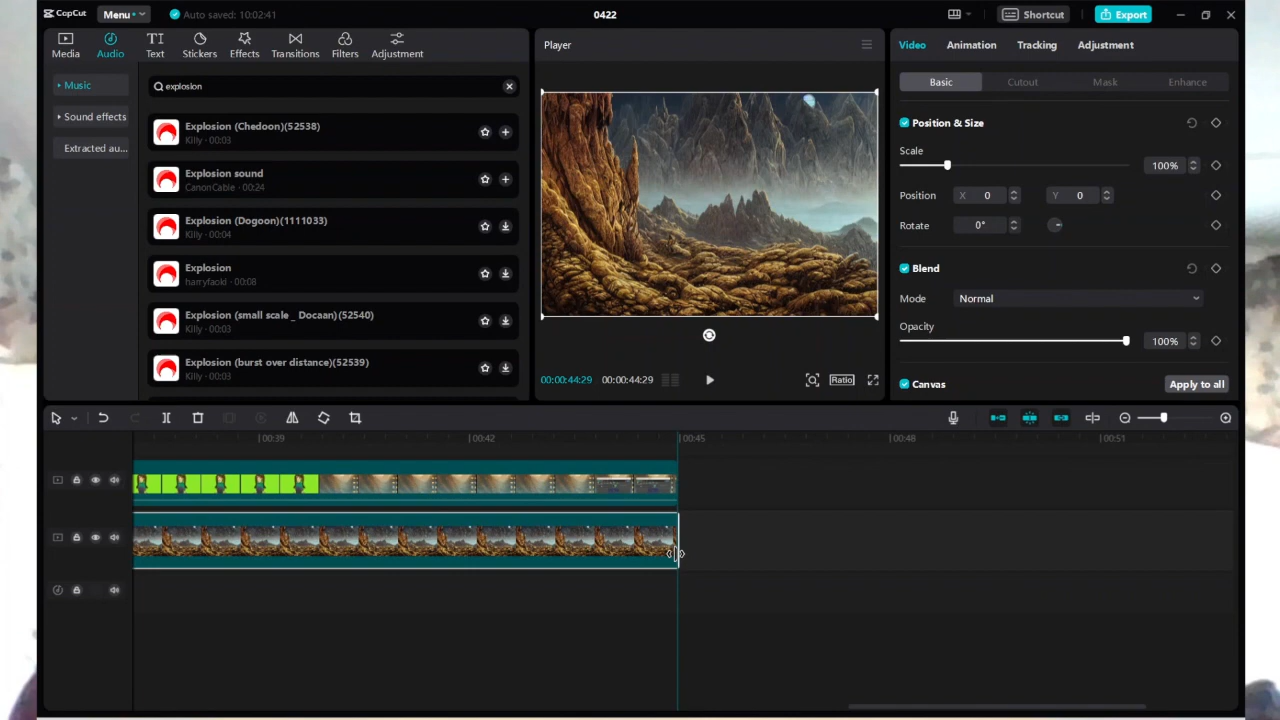 CapCut Menu Auto saved: 10:02:41 0422 Shortcut Export
Media Audio Text Stickers Effects Transitions Filters Adjustment
Music
Sound effects
Extracted au...
explosion
Explosion (Chedoon)(52538)
Killy · 00:03
Explosion sound
CanonCable · 00:24
Explosion (Dogoon)(1111033)
Killy · 00:04
Explosion
harryfaokl · 00:08
Explosion (small scale _ Docaan)(52540)
Killy · 00:03
Explosion (burst over distance)(52539)
Killy · 00:03
Player
00:00:44:29 00:00:44:29
Ratio
Video Animation Tracking Adjustment
Basic Cutout Mask Enhance
Position & Size
Scale
100%
Position X 0 Y 0
Rotate 0°
Blend
Mode Normal
Opacity
100%
Canvas Apply to all
00:39 00:42 00:45 00:48 00:51